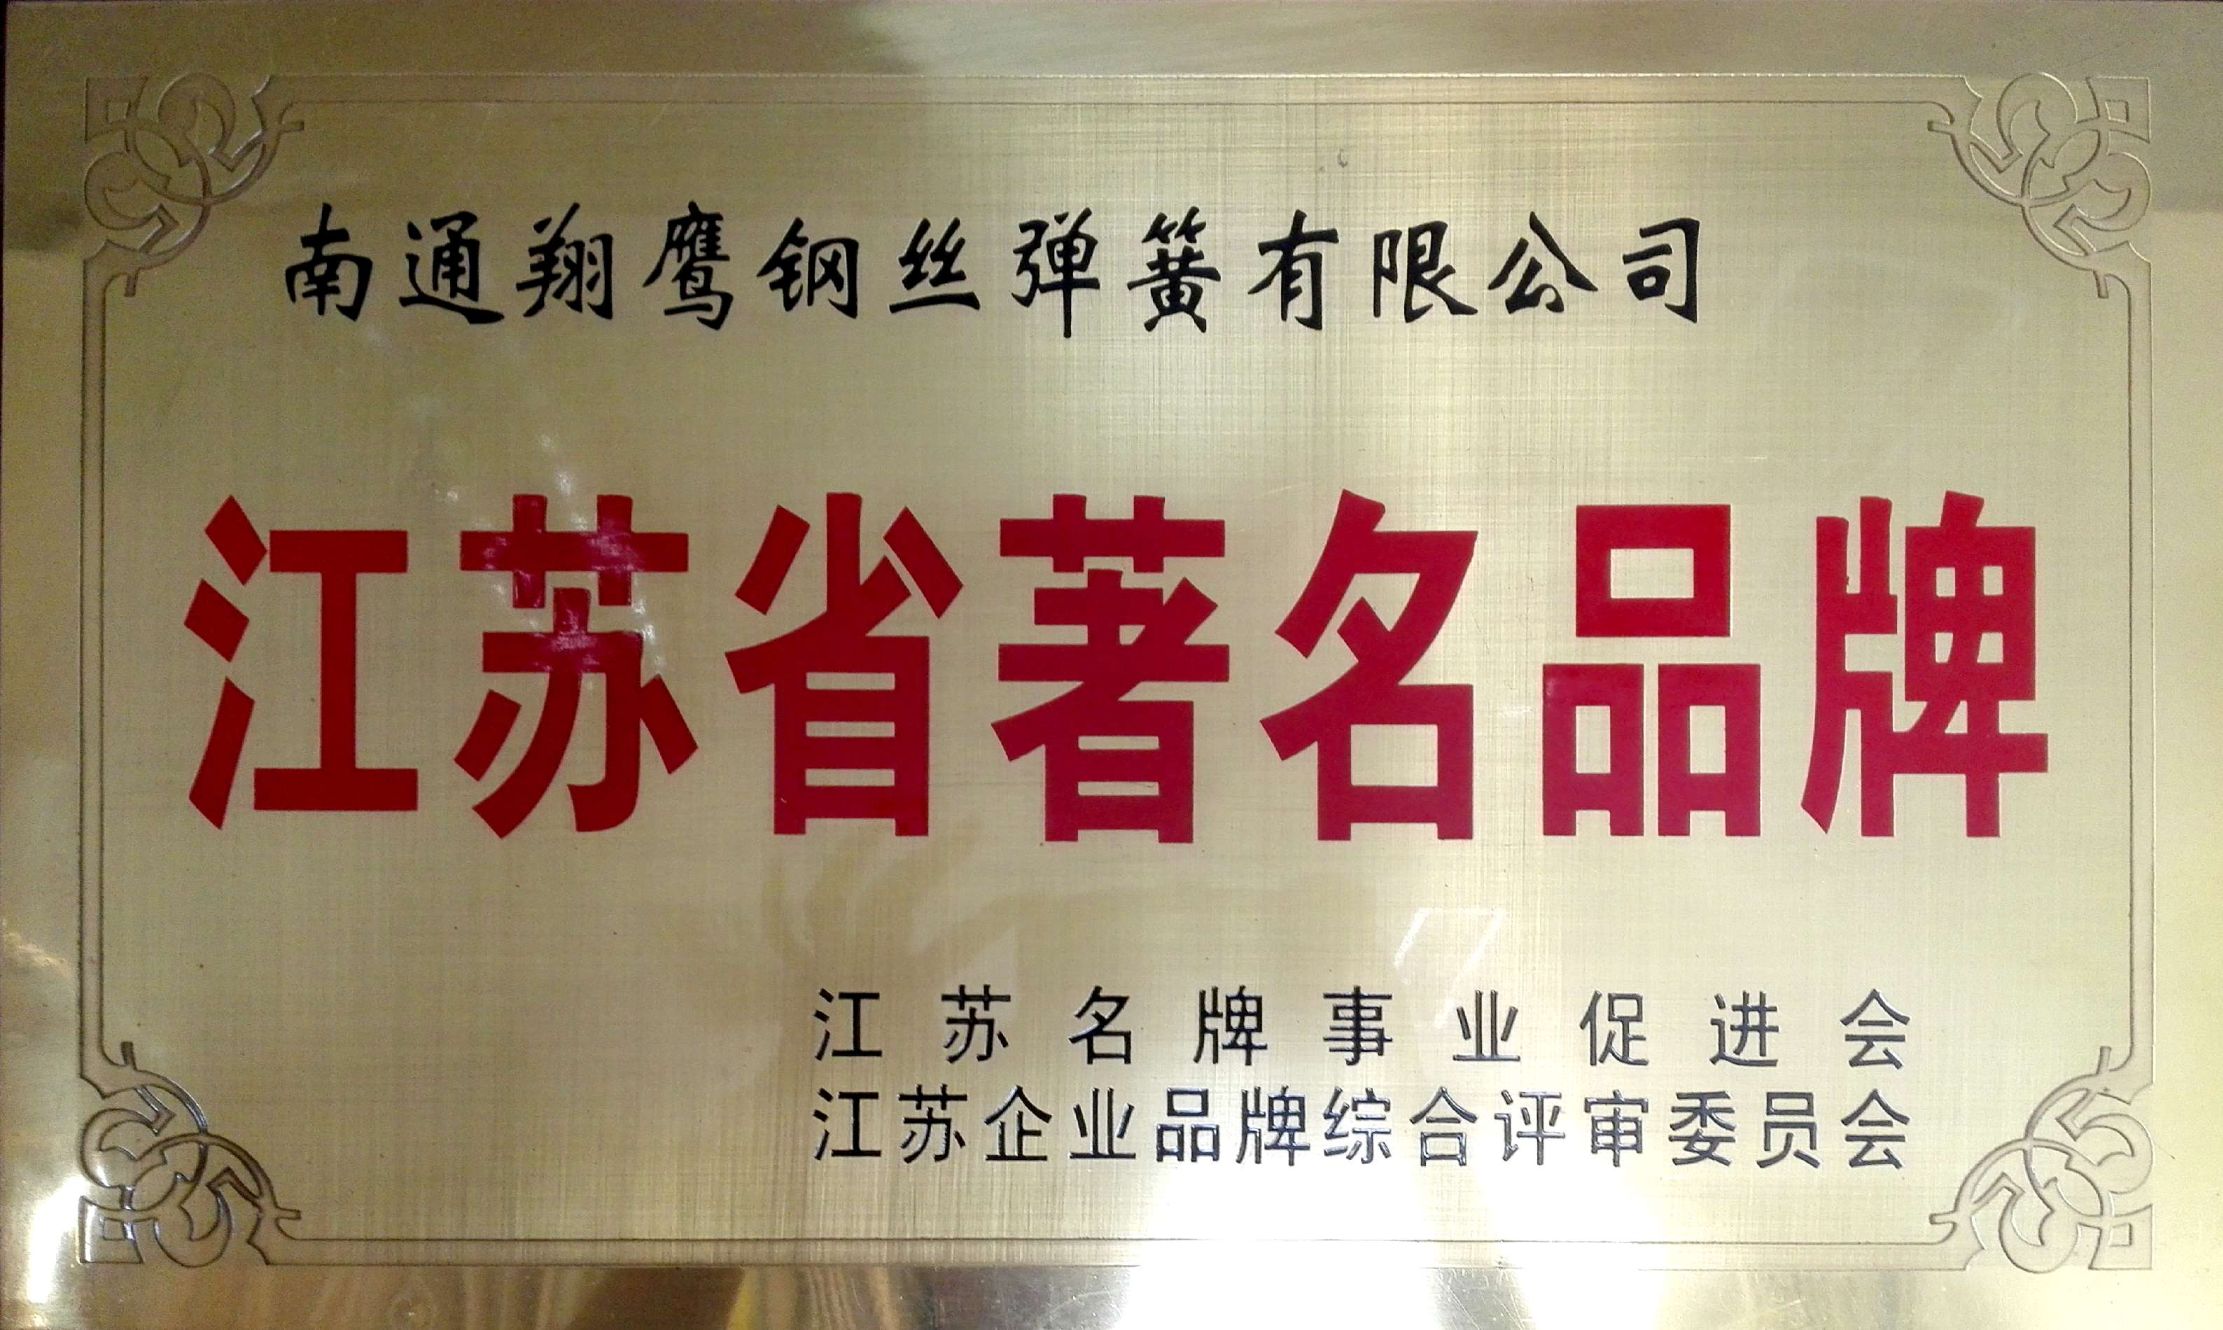 南通翔鹰钢丝弹簧有限公司
江苏省著名品牌
江苏名牌事业促进会
江苏企业品牌综合评审委员会